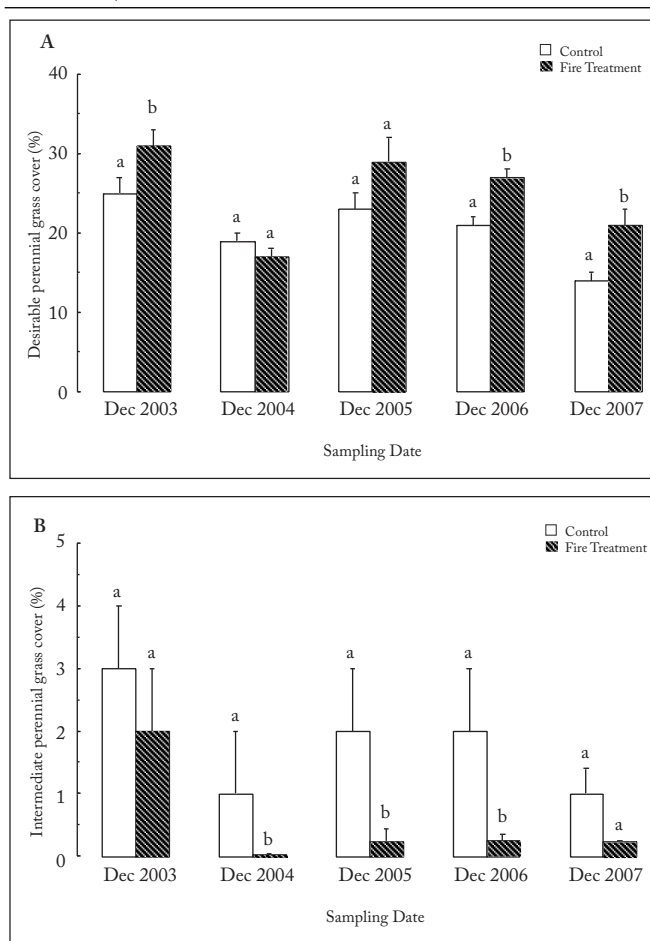 A
Control
Fire Treatment
Desirable perennial grass cover (%)
40
30
20
10
0
a b
a a
a a
a b
a b
Dec 2003 Dec 2004 Dec 2005 Dec 2006 Dec 2007
Sampling Date
B
Control
Fire Treatment
Intermediate perennial grass cover (%)
5
4
3
2
1
0
a a
a b
a b
a b
a a
Dec 2003 Dec 2004 Dec 2005 Dec 2006 Dec 2007
Sampling Date